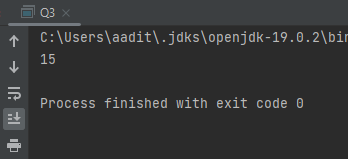 Q3
C:\Users\aadit\.jdks\openjdk-19.0.2\bin
15
Process finished with exit code 0